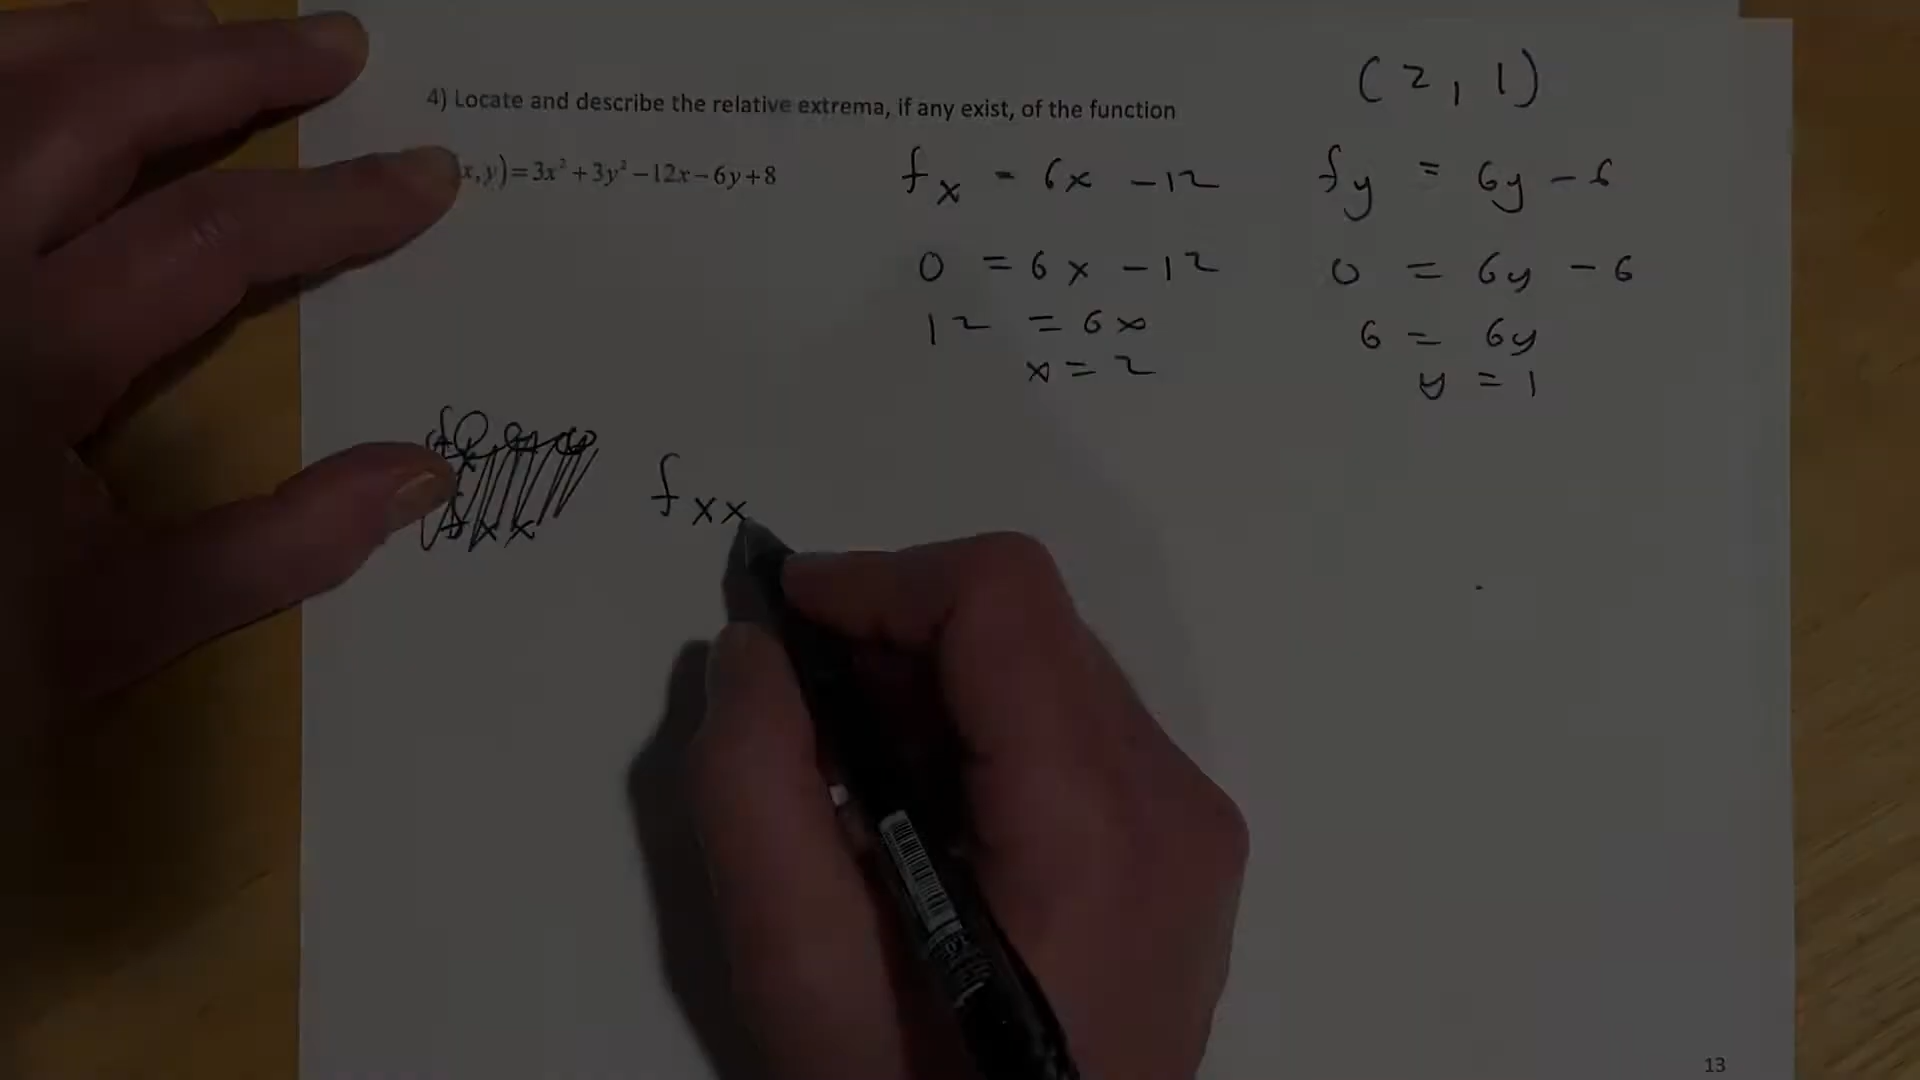 4) Locate and describe the relative extrema, if any exist, of the function
x,y)=3x²+3y²−12x−6y+8
(2, 1)
fx = 6x −12
0 = 6x −12
12 = 6x
x = 2
fy = 6y − 6
0 = 6y − 6
6 = 6y
y = 1
fxx
13